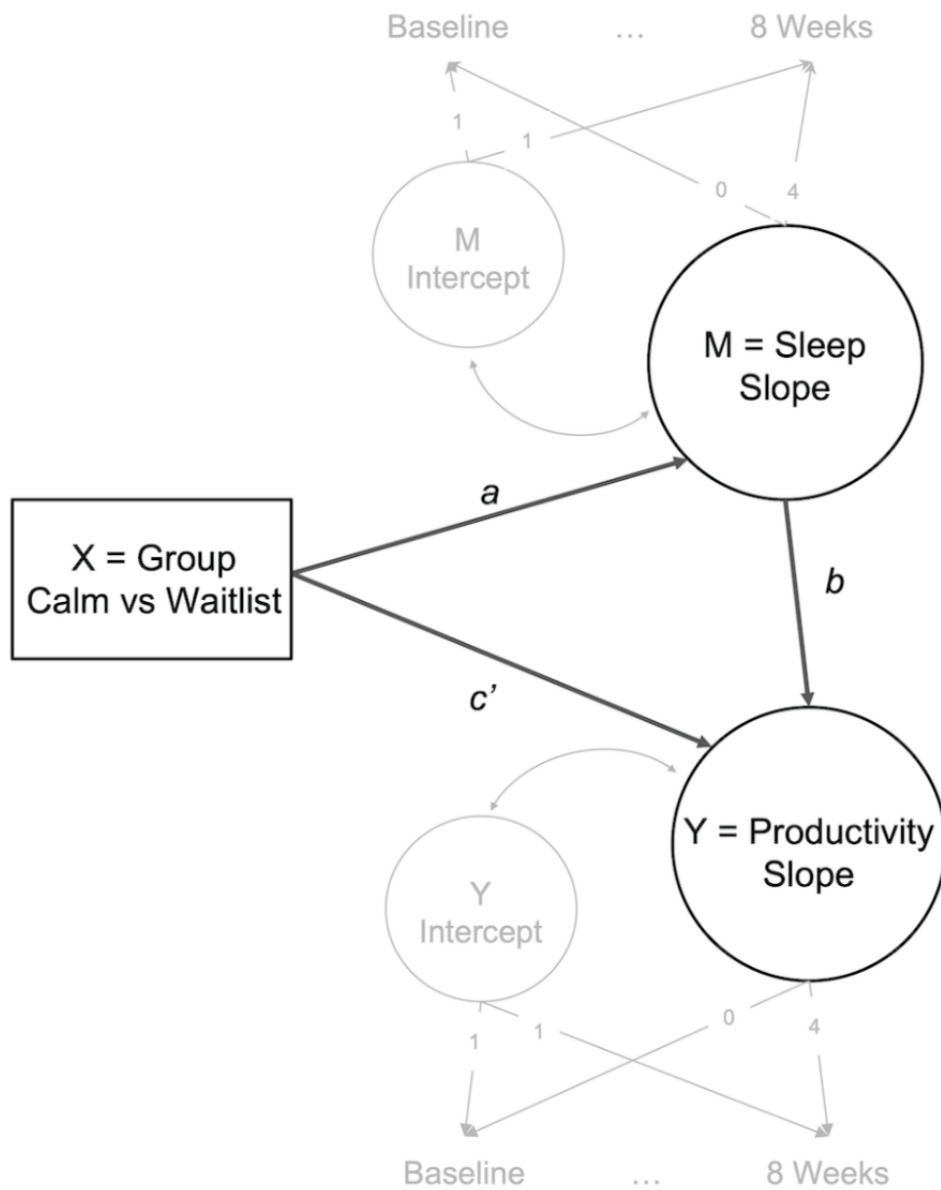 Baseline ... 8 Weeks
1
1
0
4
M
Intercept
M = Sleep
Slope
a
X = Group
Calm vs Waitlist
b
c’
Y = Productivity
Slope
Y
Intercept
1
1
0
4
Baseline ... 8 Weeks